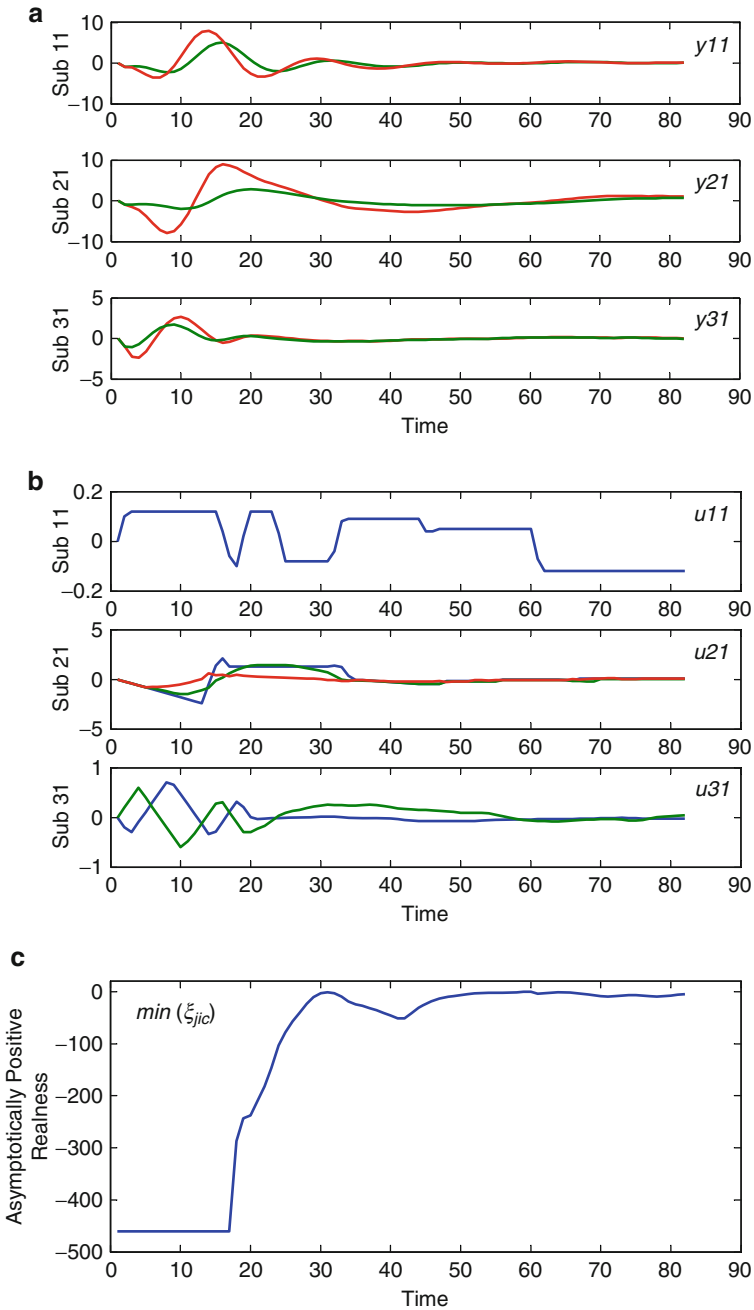 a
Sub 11
10
0
−10
y11
0 10 20 30 40 50 60 70 80 90
Sub 21
10
0
−10
y21
0 10 20 30 40 50 60 70 80 90
Sub 31
5
0
−5
y31
0 10 20 30 40 50 60 70 80 90
Time
b
Sub 11
0.2
0
−0.2
u11
0 10 20 30 40 50 60 70 80 90
Sub 21
5
0
−5
u21
0 10 20 30 40 50 60 70 80 90
Sub 31
1
0
−1
u31
0 10 20 30 40 50 60 70 80 90
Time
c
Asymptotically Positive
Realness
0
−100
−200
−300
−400
−500
min (ξjic)
0 10 20 30 40 50 60 70 80 90
Time